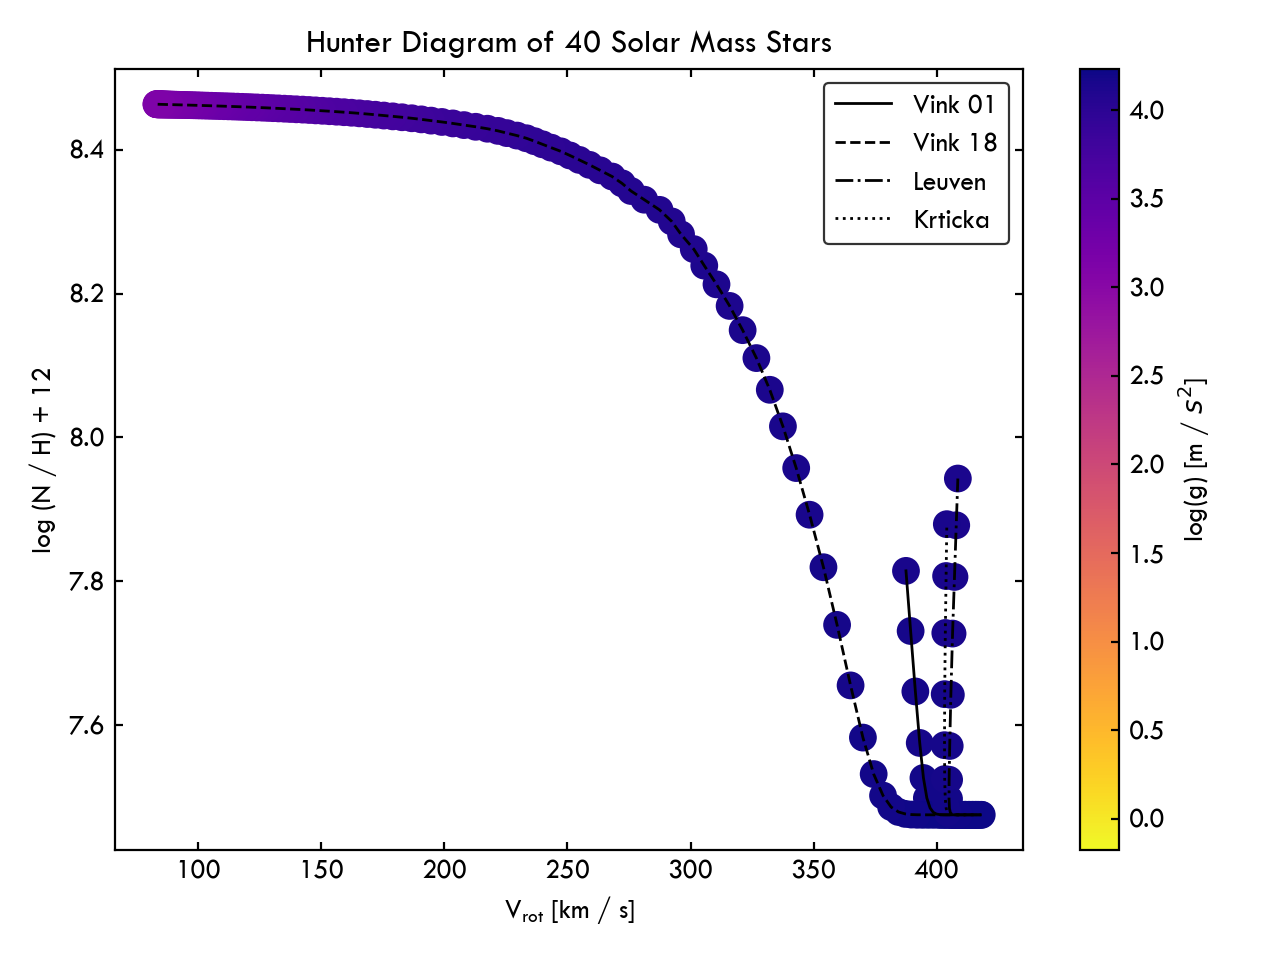 Hunter Diagram of 40 Solar Mass Stars
Vink 01
Vink 18
Leuven
Krticka
8.4
8.2
8.0
7.8
7.6
log (N / H) + 12
100
150
200
250
300
350
400
V_rot [km / s]
4.0
3.5
3.0
2.5
2.0
1.5
1.0
0.5
0.0
log(g) [m / s²]